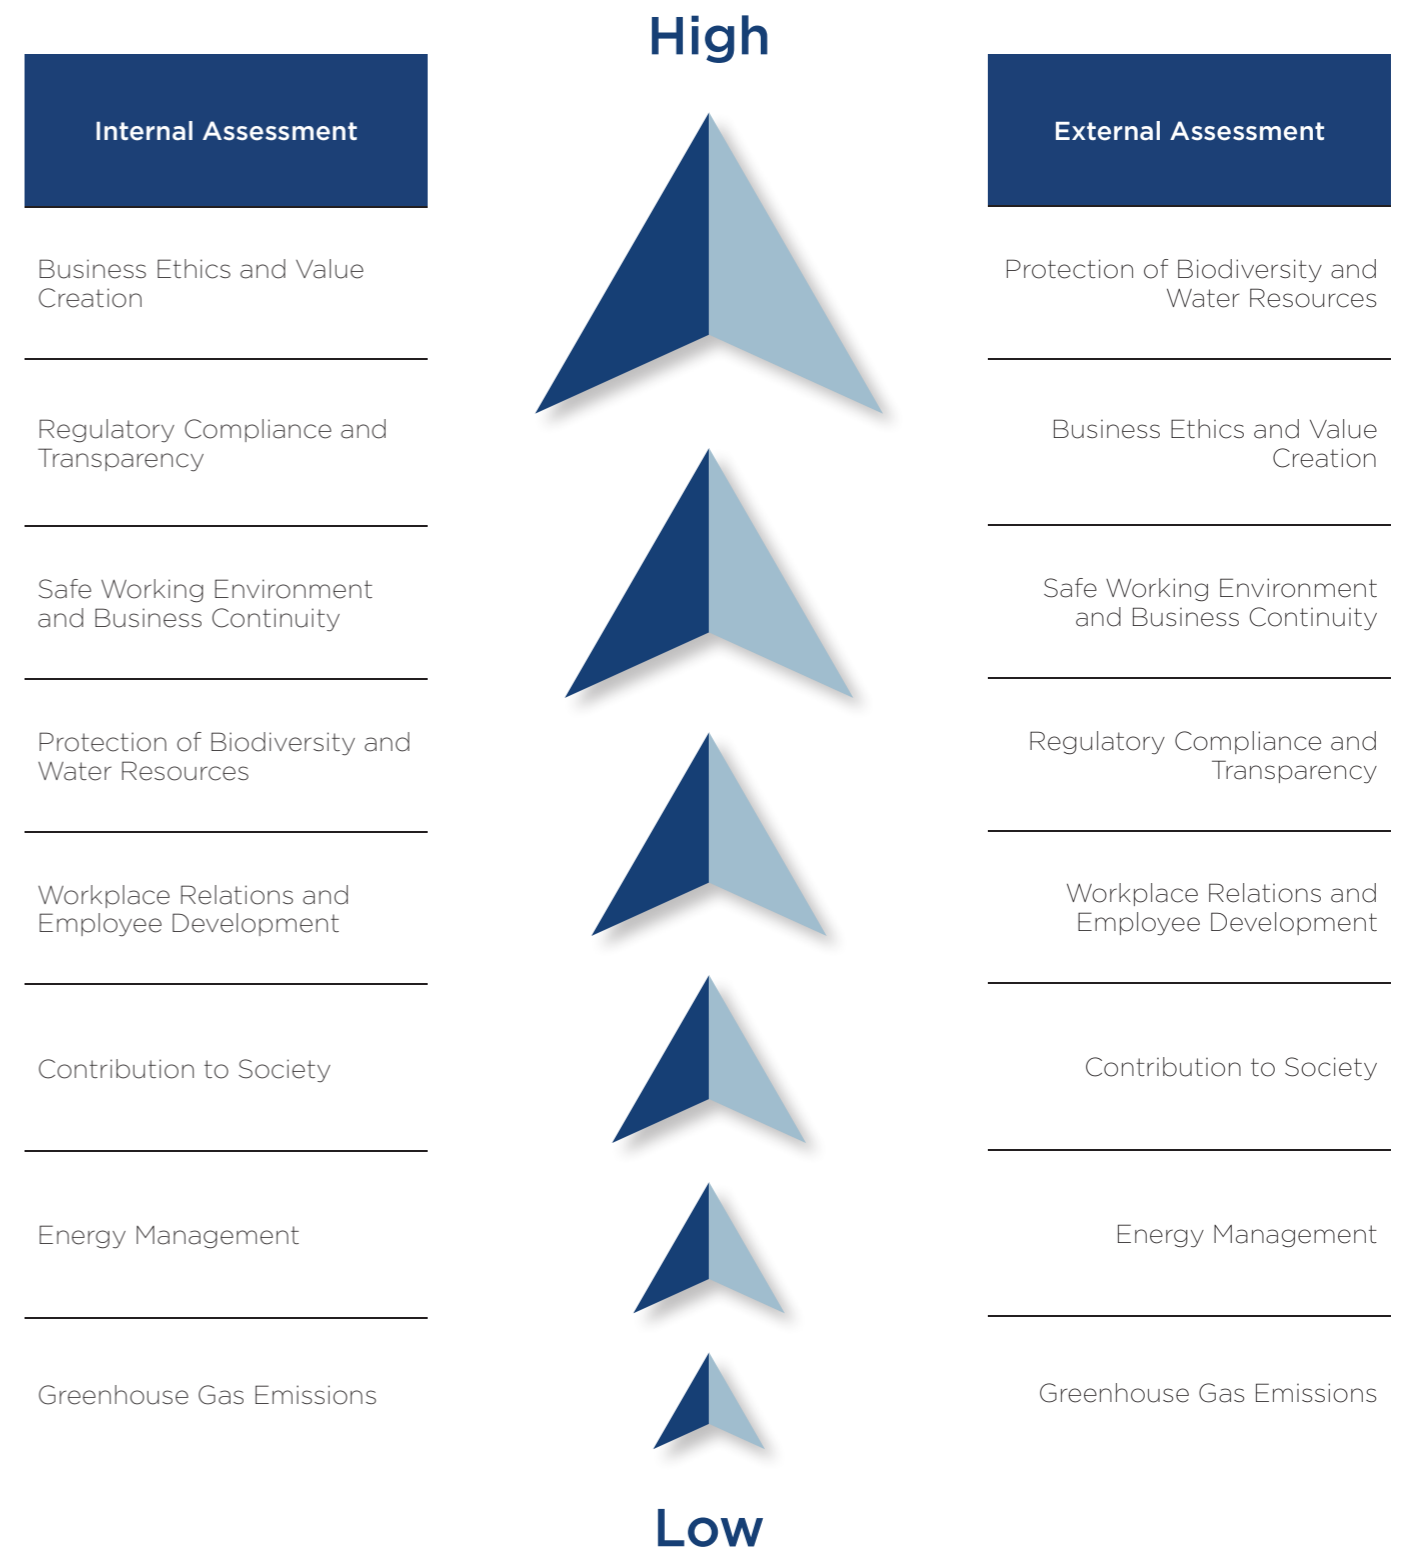 High
Internal Assessment
Business Ethics and Value
Creation
Regulatory Compliance and
Transparency
Safe Working Environment
and Business Continuity
Protection of Biodiversity and
Water Resources
Workplace Relations and
Employee Development
Contribution to Society
Energy Management
Greenhouse Gas Emissions
External Assessment
Protection of Biodiversity and
Water Resources
Business Ethics and Value
Creation
Safe Working Environment
and Business Continuity
Regulatory Compliance and
Transparency
Workplace Relations and
Employee Development
Contribution to Society
Energy Management
Greenhouse Gas Emissions
Low